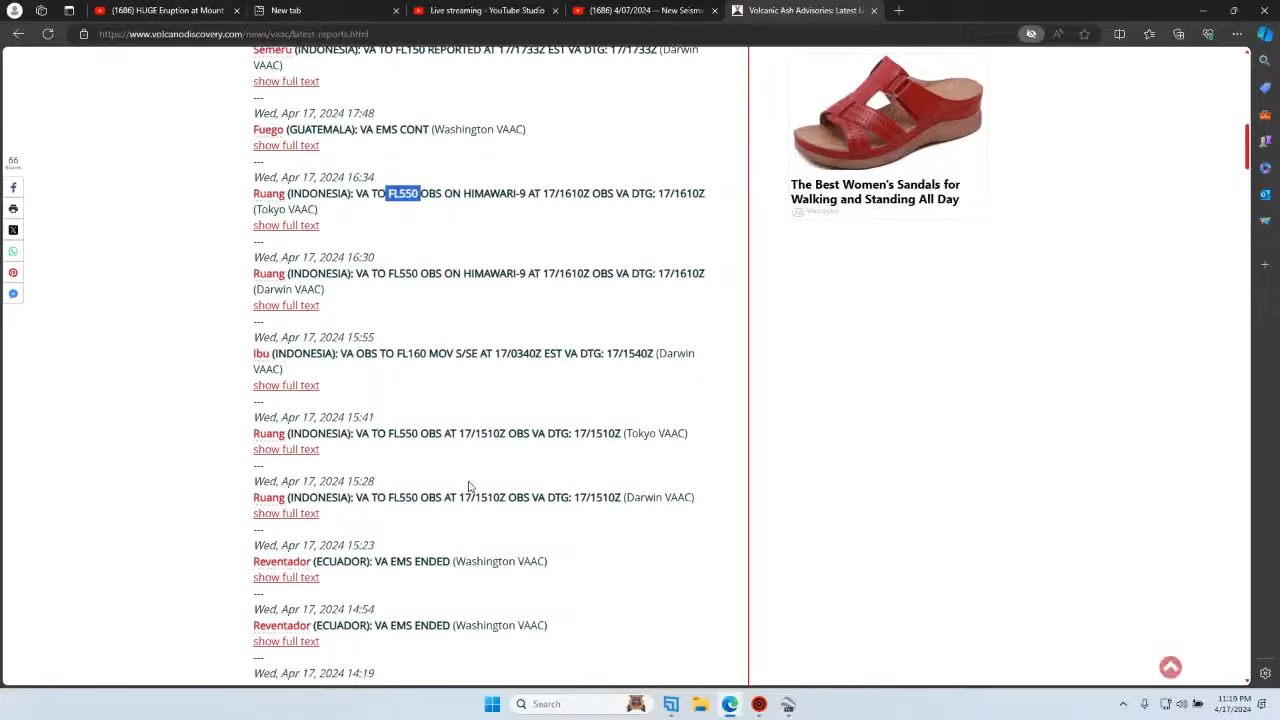 (1686) HUGE Eruption at Mount
New tab
Live streaming - YouTube Studio
(1686) 4/07/2024 — New Seism
Volcanic Ash Advisories: Latest
https://www.volcanodiscovery.com/news/vaac/latest-reports.html
Semeru (INDONESIA): VA TO FL150 REPORTED AT 17/1733Z EST VA DTG: 17/1733Z (Darwin
VAAC)
show full text
---
Wed, Apr 17, 2024 17:48
Fuego (GUATEMALA): VA EMS CONT (Washington VAAC)
show full text
---
Wed, Apr 17, 2024 16:34
Ruang (INDONESIA): VA TO FL550 OBS ON HIMAWARI-9 AT 17/1610Z OBS VA DTG: 17/1610Z
(Tokyo VAAC)
show full text
---
Wed, Apr 17, 2024 16:30
Ruang (INDONESIA): VA TO FL550 OBS ON HIMAWARI-9 AT 17/1610Z OBS VA DTG: 17/1610Z
(Darwin VAAC)
show full text
---
Wed, Apr 17, 2024 15:55
Ibu (INDONESIA): VA OBS TO FL160 MOV S/SE AT 17/0340Z EST VA DTG: 17/1540Z (Darwin
VAAC)
show full text
---
Wed, Apr 17, 2024 15:41
Ruang (INDONESIA): VA TO FL550 OBS AT 17/1510Z OBS VA DTG: 17/1510Z (Tokyo VAAC)
show full text
---
Wed, Apr 17, 2024 15:28
Ruang (INDONESIA): VA TO FL550 OBS AT 17/1510Z OBS VA DTG: 17/1510Z (Darwin VAAC)
show full text
---
Wed, Apr 17, 2024 15:23
Reventador (ECUADOR): VA EMS ENDED (Washington VAAC)
show full text
---
Wed, Apr 17, 2024 14:54
Reventador (ECUADOR): VA EMS ENDED (Washington VAAC)
show full text
---
Wed, Apr 17, 2024 14:19
66
Shares
The Best Women's Sandals for
Walking and Standing All Day
Ad
Search
11:19 PM
4/17/2024